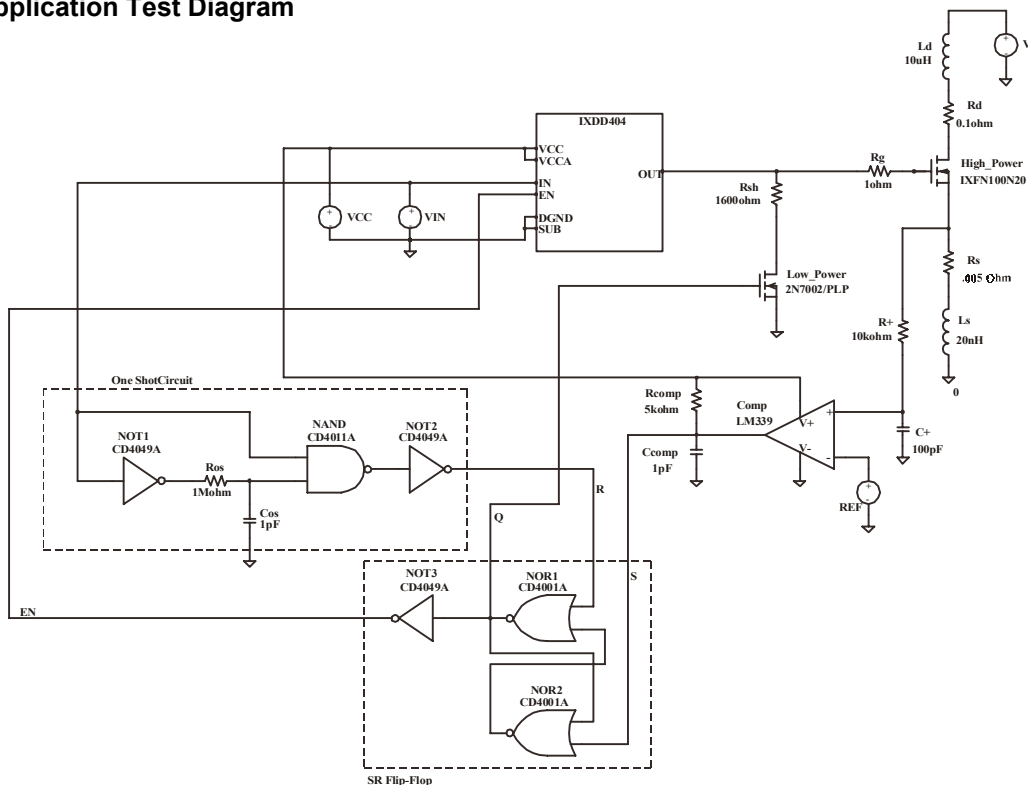 pplication Test Diagram
Ld
10uH
V
Rd
0.1ohm
IXDD404
VCC
VCCA
IN
EN
DGND
SUB
OUT
Rg
1ohm
High_Power
IXFN100N20
Rsh
1600ohm
VCC
VIN
Low_Power
2N7002/PLP
Rs
.005 Ohm
R+
10kohm
Ls
20nH
0
One ShotCircuit
Rcomp
5kohm
Comp
LM339
V+
V-
+
-
C+
100pF
Ccomp
1pF
REF
NOT1
CD4049A
Ros
1Mohm
NAND
CD4011A
NOT2
CD4049A
Cos
1pF
R
Q
S
EN
NOT3
CD4049A
NOR1
CD4001A
NOR2
CD4001A
SR Flip-Flop